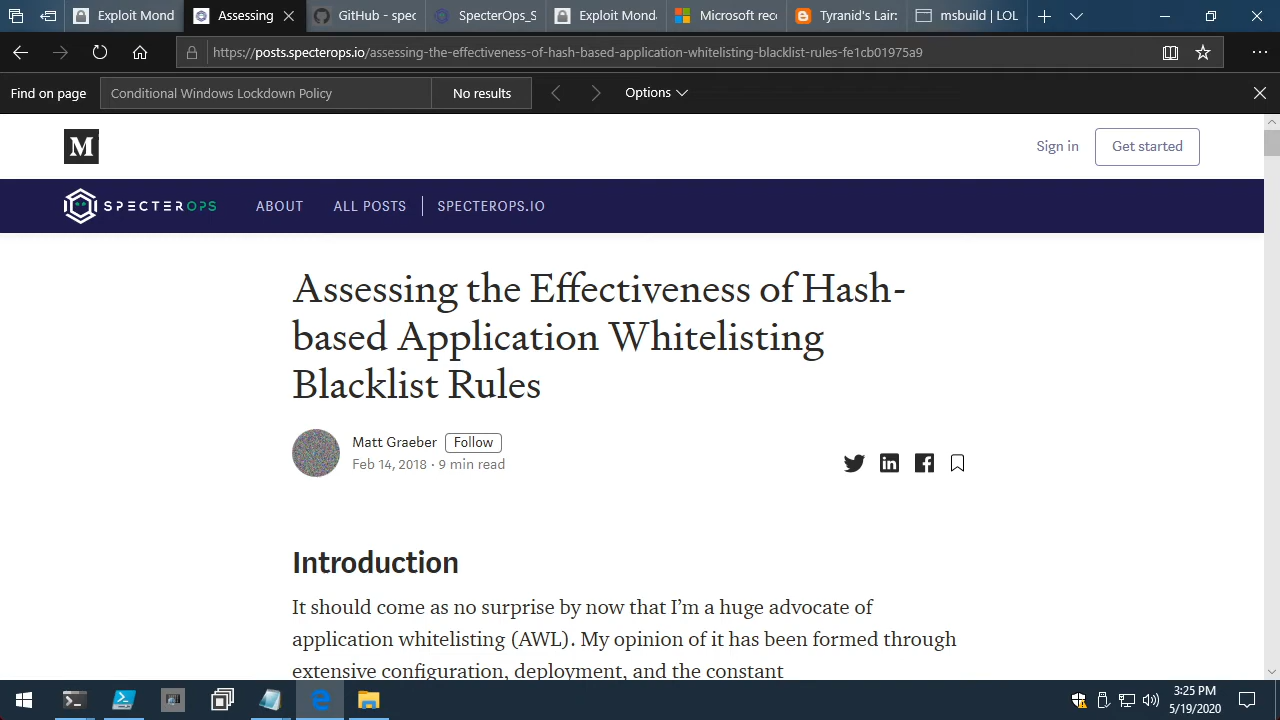 Exploit Mond
Assessing
GitHub - spec
SpecterOps_S
Exploit Mond
Microsoft rec
Tyranid's Lair:
msbuild | LOL
https://posts.specterops.io/assessing-the-effectiveness-of-hash-based-application-whitelisting-blacklist-rules-fe1cb01975a9
Find on page
Conditional Windows Lockdown Policy
No results
Options
M
Sign in
Get started
SPECTEROPS
ABOUT
ALL POSTS
SPECTEROPS.IO
Assessing the Effectiveness of Hash-
based Application Whitelisting
Blacklist Rules
Matt Graeber
Follow
Feb 14, 2018 · 9 min read
Introduction
It should come as no surprise by now that I’m a huge advocate of
application whitelisting (AWL). My opinion of it has been formed through
extensive configuration, deployment, and the constant
3:25 PM
5/19/2020